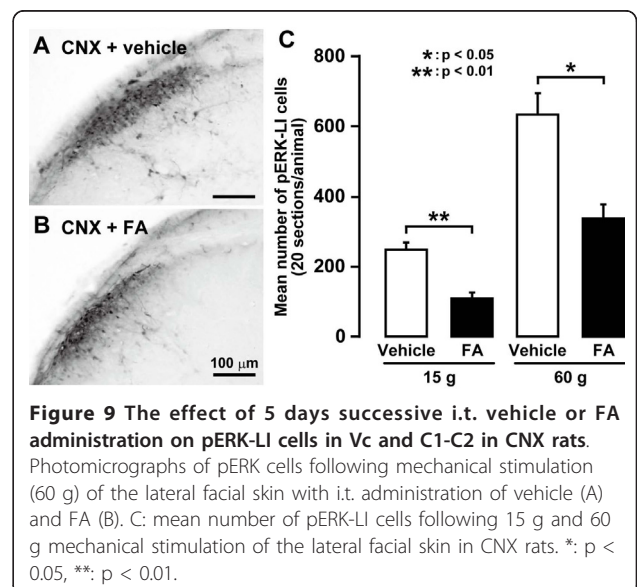 A CNX + vehicle
B CNX + FA
100 μm
C
*: p < 0.05
**: p < 0.01
Mean number of pERK-LI cells
(20 sections/animal)
800
600
400
200
0
**
*
Vehicle FA Vehicle FA
15 g 60 g
Figure 9 The effect of 5 days successive i.t. vehicle or FA
administration on pERK-LI cells in Vc and C1-C2 in CNX rats.
Photomicrographs of pERK cells following mechanical stimulation
(60 g) of the lateral facial skin with i.t. administration of vehicle (A)
and FA (B). C: mean number of pERK-LI cells following 15 g and 60
g mechanical stimulation of the lateral facial skin in CNX rats. *: p <
0.05, **: p < 0.01.